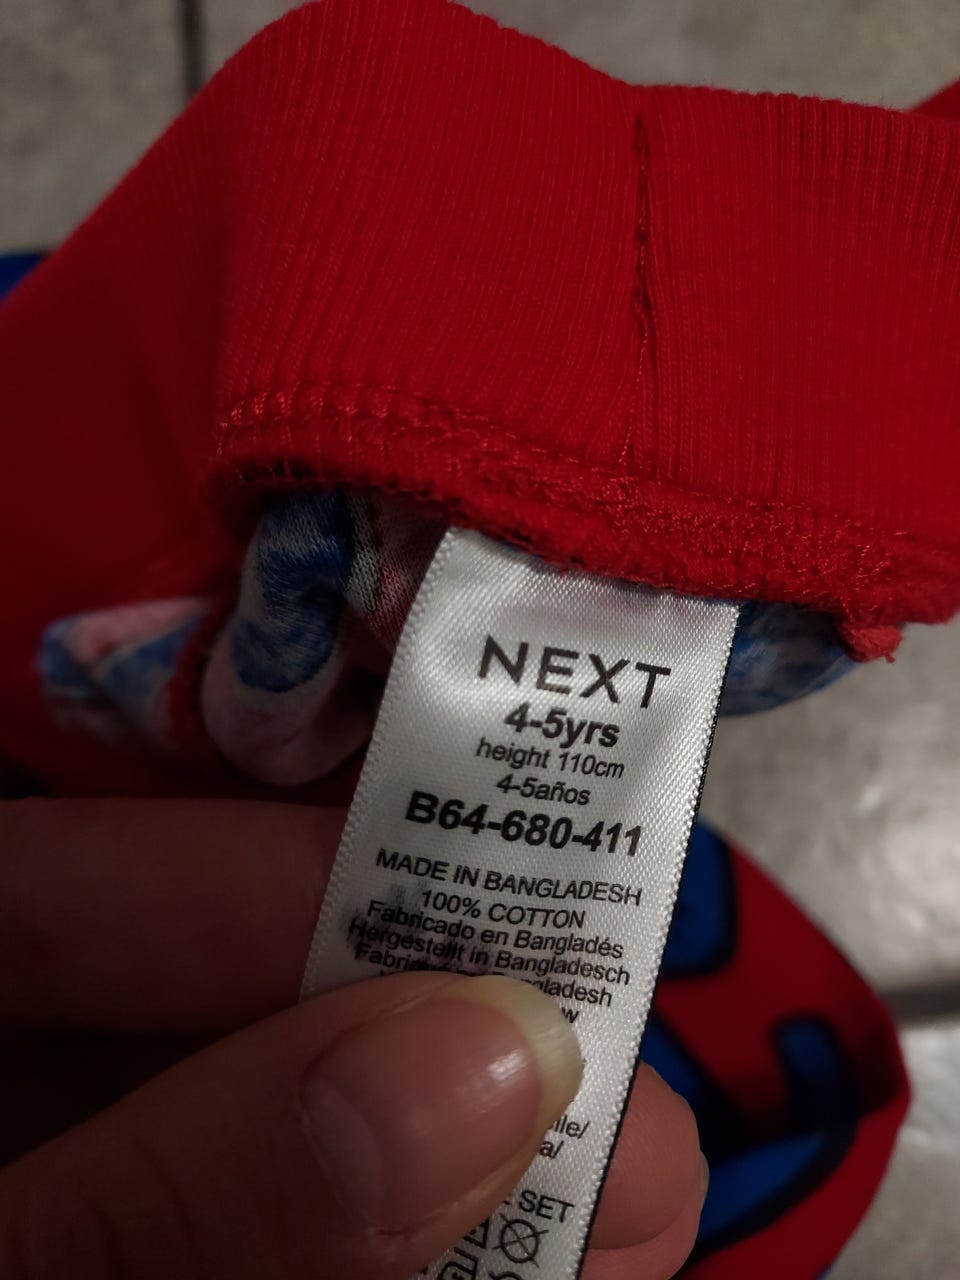 NEXT
4-5yrs
height 110cm
4-5años
B64-680-411
MADE IN BANGLADESH
100% COTTON
Fabricado en Bangladés
Hergestellt in Bangladesch
SET